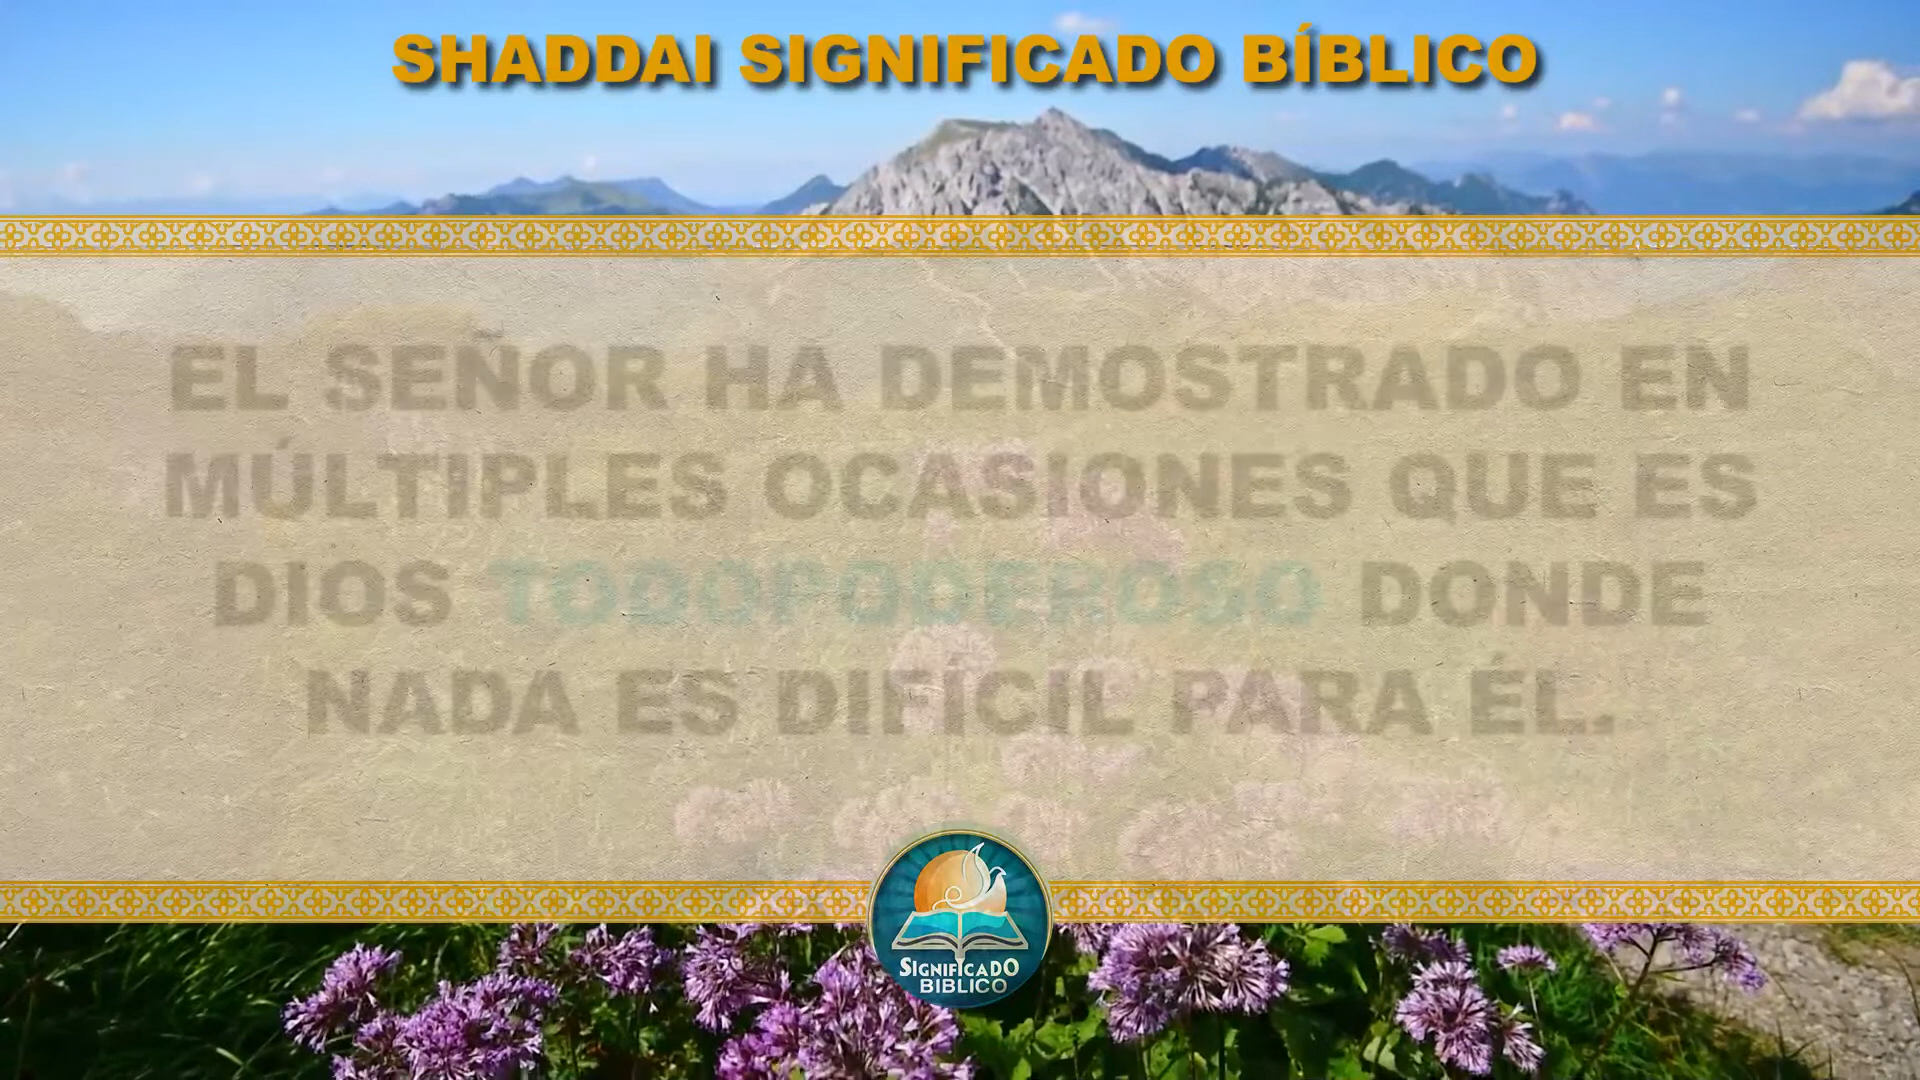 SHADDAI SIGNIFICADO BÍBLICO
EL SEÑOR HA DEMOSTRADO EN
MÚLTIPLES OCASIONES QUE ES
DIOS TODOPODEROSO DONDE
NADA ES DIFÍCIL PARA ÉL.
SIGNIFICADO
BIBLICO